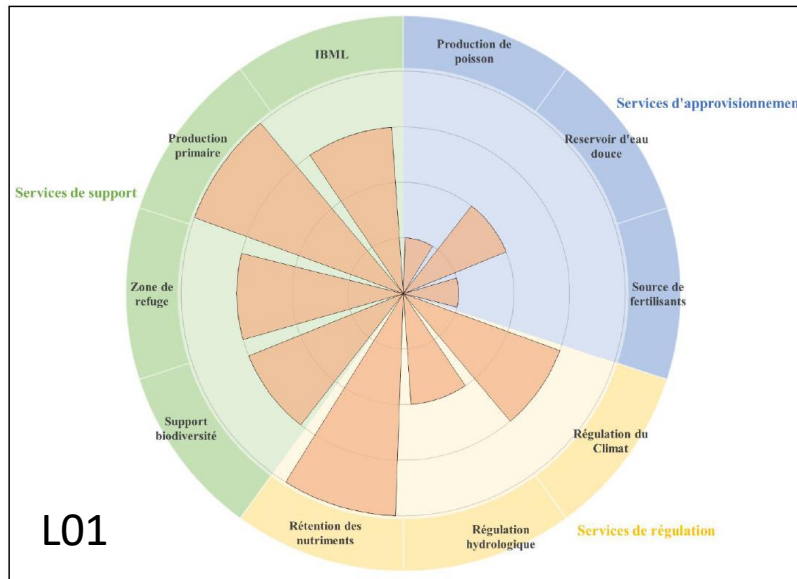 IBML
Production de
poisson
Services d'approvisionnement
Production
primaire
Reservoir d'eau
douce
Services de support
Zone de
refuge
Source de
fertilisants
Support
biodiversité
Régulation du
Climat
Rétention des
nutriments
Régulation
hydrologique
Services de régulation
L01